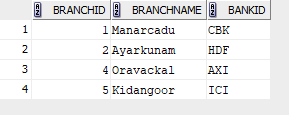 BRANCHID BRANCHNAME BANKID
1 1 Manarcadu CBK
2 2 Ayarkunam HDF
3 4 Oravackal AXI
4 5 Kidangoor ICI